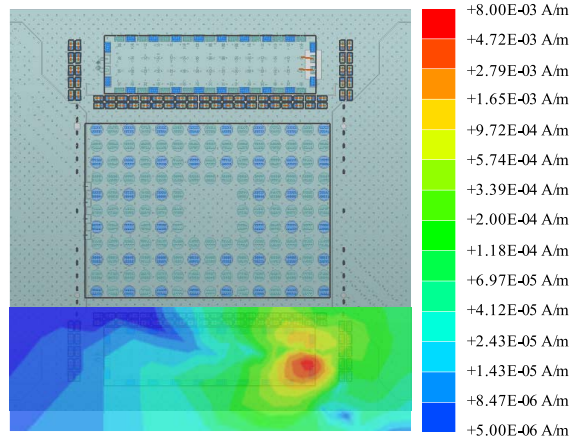 +8.00E-03 A/m
+4.72E-03 A/m
+2.79E-03 A/m
+1.65E-03 A/m
+9.72E-04 A/m
+5.74E-04 A/m
+3.39E-04 A/m
+2.00E-04 A/m
+1.18E-04 A/m
+6.97E-05 A/m
+4.12E-05 A/m
+2.43E-05 A/m
+1.43E-05 A/m
+8.47E-06 A/m
+5.00E-06 A/m